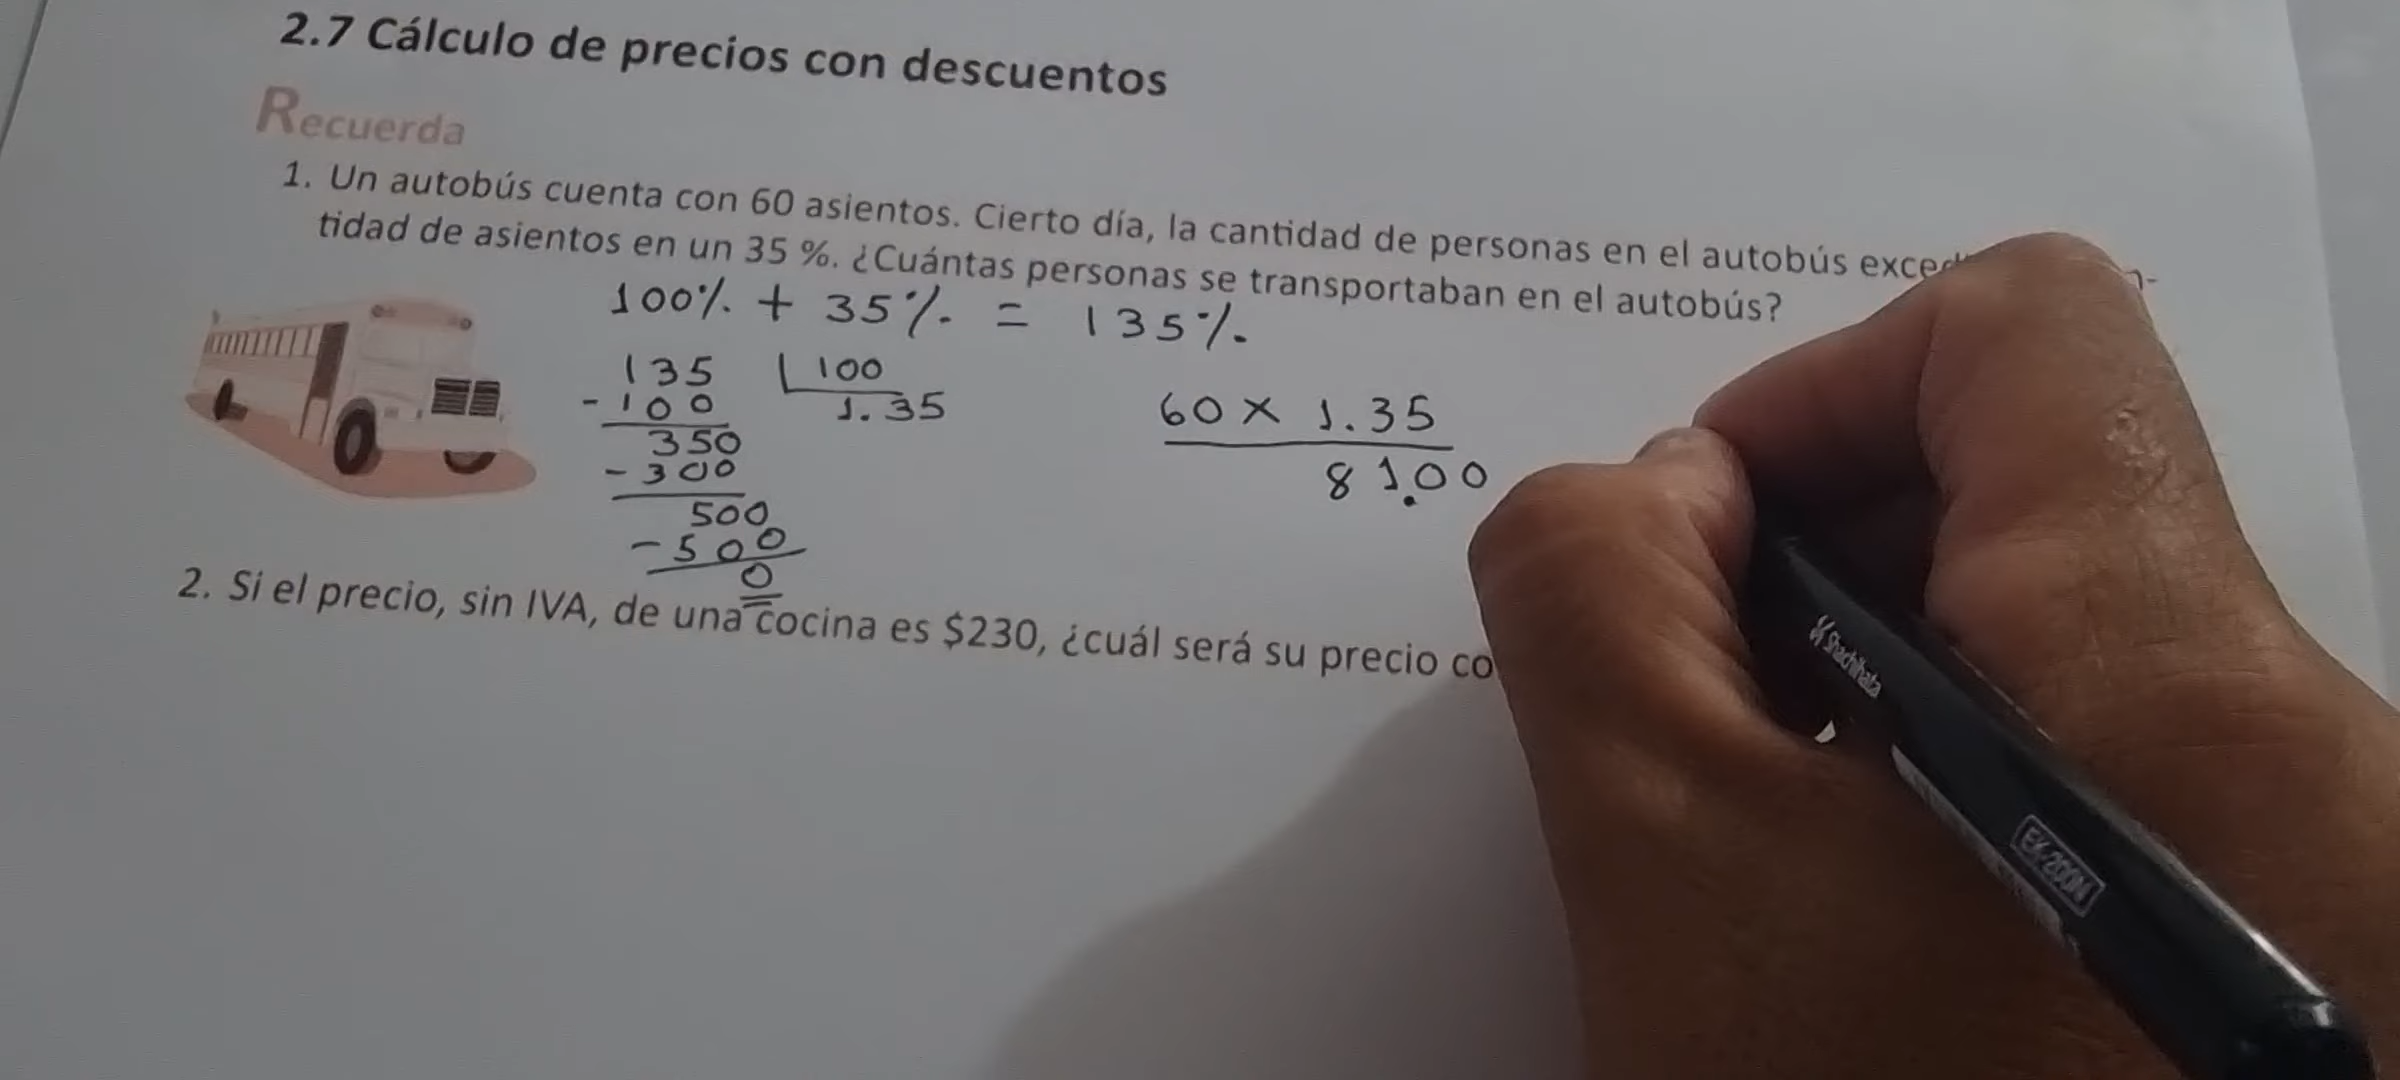 2.7 Cálculo de precios con descuentos
Recuerda
1. Un autobús cuenta con 60 asientos. Cierto día, la cantidad de personas en el autobús
tidad de asientos en un 35 %. ¿Cuántas personas se transportaban en el autobús?
100% + 35% = 135%
135 100
- 100 1.35
350
- 300
500
- 500
0
60 x 1.35
81.00
2. Si el precio, sin IVA, de una cocina es $230, ¿cuál será su precio
Shachihata
EK-200N